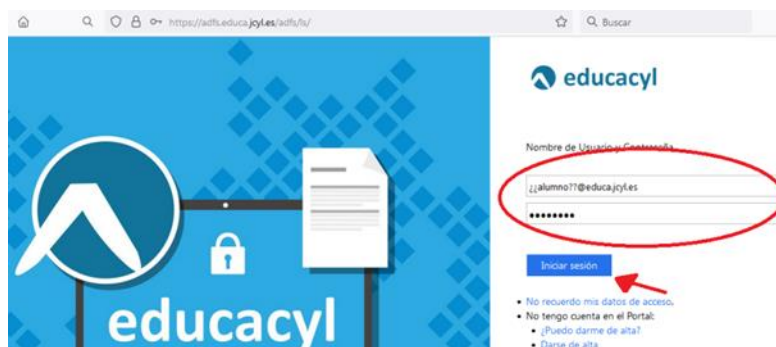 https://adfs.educa.jcyl.es/adfs/ls/
Buscar
educacyl
educacyl
Nombre de Usuario y Contraseña
¿¿alumno??@educa.jcyl.es
Iniciar sesión
No recuerdo mis datos de acceso.
No tengo cuenta en el Portal:
¿Puedo darme de alta?
Darse de alta